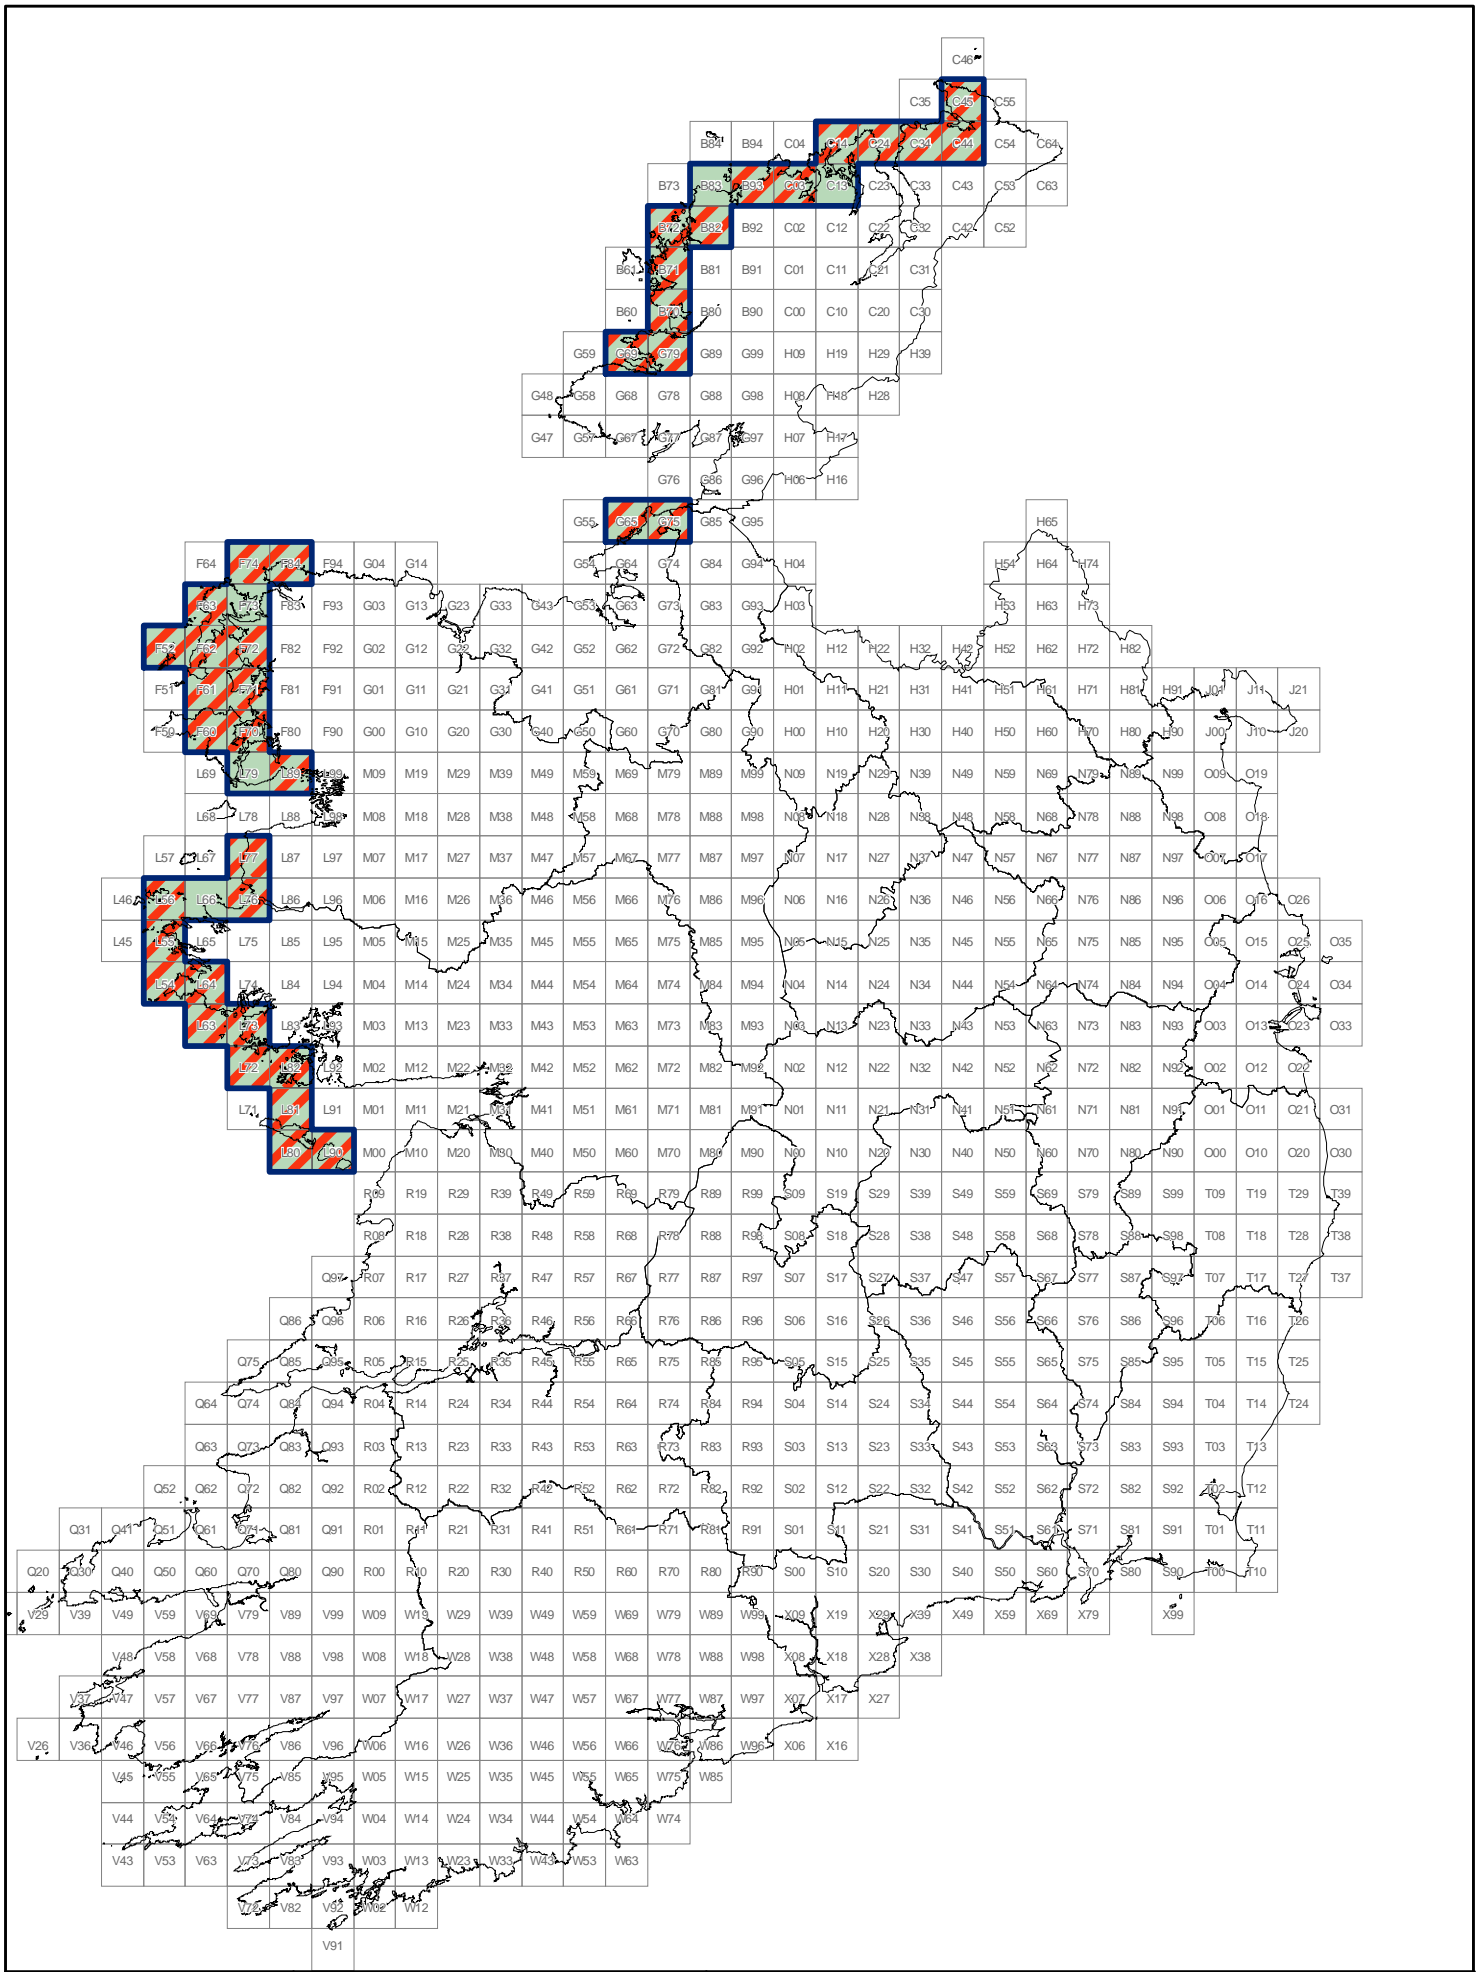 C46
C35 C45 C55
B84 B94 C04 C14 C24 C34 C44 C54 C64
B73 B83 B93 C03 C13 C23 C33 C43 C53 C63
B72 B82 B92 C02 C12 C22 C32 C42 C52
B61 B71 B81 B91 C01 C11 C21 C31
B60 B70 B80 B90 C00 C10 C20 C30
G59 G69 G79 G89 G99 H09 H19 H29 H39
G48 G58 G68 G78 G88 G98 H08 H18 H28
G47 G57 G67 G77 G87 G97 H07 H17
G76 G86 G96 H06 H16
G55 G65 G75 G85 G95 H65
F64 F74 F84 F94 G04 G14 G54 G64 G74 G84 G94 H04 H54 H64 H74
F63 F73 F83 F93 G03 G13 G23 G33 G43 G53 G63 G73 G83 G93 H03 H53 H63 H73
F52 F62 F72 F82 F92 G02 G12 G22 G32 G42 G52 G62 G72 G82 G92 H02 H12 H22 H32 H42 H52 H62 H72 H82
F51 F61 F71 F81 F91 G01 G11 G21 G31 G41 G51 G61 G71 G81 G91 H01 H11 H21 H31 H41 H51 H61 H71 H81 H91 J01 J11 J21
F50 F60 F70 F80 F90 G00 G10 G20 G30 G40 G50 G60 G70 G80 G90 H00 H10 H20 H30 H40 H50 H60 H70 H80 H90 J00 J10 J20
L69 L79 L89 L99 M09 M19 M29 M39 M49 M59 M69 M79 M89 M99 N09 N19 N29 N39 N49 N59 N69 N79 N89 N99 O09 O19
L68 L78 L88 L98 M08 M18 M28 M38 M48 M58 M68 M78 M88 M98 N08 N18 N28 N38 N48 N58 N68 N78 N88 N98 O08 O18
L57 L67 L77 L87 L97 M07 M17 M27 M37 M47 M57 M67 M77 M87 M97 N07 N17 N27 N37 N47 N57 N67 N77 N87 N97 O07 O17
L46 L56 L66 L76 L86 L96 M06 M16 M26 M36 M46 M56 M66 M76 M86 M96 N06 N16 N26 N36 N46 N56 N66 N76 N86 N96 O06 O16 O26
L45 L55 L65 L75 L85 L95 M05 M15 M25 M35 M45 M55 M65 M75 M85 M95 N05 N15 N25 N35 N45 N55 N65 N75 N85 N95 O05 O15 O25 O35
L54 L64 L74 L84 L94 M04 M14 M24 M34 M44 M54 M64 M74 M84 M94 N04 N14 N24 N34 N44 N54 N64 N74 N84 N94 O04 O14 O24 O34
L63 L73 L83 L93 M03 M13 M23 M33 M43 M53 M63 M73 M83 M93 N03 N13 N23 N33 N43 N53 N63 N73 N83 N93 O03 O13 O23 O33
L72 L82 L92 M02 M12 M22 M32 M42 M52 M62 M72 M82 M92 N02 N12 N22 N32 N42 N52 N62 N72 N82 N92 O02 O12 O22
L71 L81 L91 M01 M11 M21 M31 M41 M51 M61 M71 M81 M91 N01 N11 N21 N31 N41 N51 N61 N71 N81 N91 O01 O11 O21 O31
L80 L90 M00 M10 M20 M30 M40 M50 M60 M70 M80 M90 N00 N10 N20 N30 N40 N50 N60 N70 N80 N90 O00 O10 O20 O30
R09 R19 R29 R39 R49 R59 R69 R79 R89 R99 S09 S19 S29 S39 S49 S59 S69 S79 S89 S99 T09 T19 T29 T39
R08 R18 R28 R38 R48 R58 R68 R78 R88 R98 S08 S18 S28 S38 S48 S58 S68 S78 S88 S98 T08 T18 T28 T38
Q97 R07 R17 R27 R37 R47 R57 R67 R77 R87 R97 S07 S17 S27 S37 S47 S57 S67 S77 S87 S97 T07 T17 T27 T37
Q86 Q96 R06 R16 R26 R36 R46 R56 R66 R76 R86 R96 S06 S16 S26 S36 S46 S56 S66 S76 S86 S96 T06 T16 T26
Q75 Q85 Q95 R05 R15 R25 R35 R45 R55 R65 R75 R85 R95 S05 S15 S25 S35 S45 S55 S65 S75 S85 S95 T05 T15 T25
Q64 Q74 Q84 Q94 R04 R14 R24 R34 R44 R54 R64 R74 R84 R94 S04 S14 S24 S34 S44 S54 S64 S74 S84 S94 T04 T14 T24
Q63 Q73 Q83 Q93 R03 R13 R23 R33 R43 R53 R63 R73 R83 R93 S03 S13 S23 S33 S43 S53 S63 S73 S83 S93 T03 T13
Q52 Q62 Q72 Q82 Q92 R02 R12 R22 R32 R42 R52 R62 R72 R82 R92 S02 S12 S22 S32 S42 S52 S62 S72 S82 S92 T02 T12
Q31 Q41 Q51 Q61 Q71 Q81 Q91 R01 R11 R21 R31 R41 R51 R61 R71 R81 R91 S01 S11 S21 S31 S41 S51 S61 S71 S81 S91 T01 T11
Q20 Q30 Q40 Q50 Q60 Q70 Q80 Q90 R00 R10 R20 R30 R40 R50 R60 R70 R80 R90 S00 S10 S20 S30 S40 S50 S60 S70 S80 S90 T00 T10
V29 V39 V49 V59 V69 V79 V89 V99 W09 W19 W29 W39 W49 W59 W69 W79 W89 W99 X09 X19 X29 X39 X49 X59 X69 X79 X99
V48 V58 V68 V78 V88 V98 W08 W18 W28 W38 W48 W58 W68 W78 W88 W98 X08 X18 X28 X38
V37 V47 V57 V67 V77 V87 V97 W07 W17 W27 W37 W47 W57 W67 W77 W87 W97 X07 X17 X27
V26 V36 V46 V56 V66 V76 V86 V96 W06 W16 W26 W36 W46 W56 W66 W76 W86 W96 X06 X16
V45 V55 V65 V75 V85 V95 W05 W15 W25 W35 W45 W55 W65 W75 W85
V44 V54 V64 V74 V84 V94 W04 W14 W24 W34 W44 W54 W64 W74
V43 V53 V63 V73 V83 V93 W03 W13 W23 W33 W43 W53 W63
V72 V82 V92 W02 W12
V91